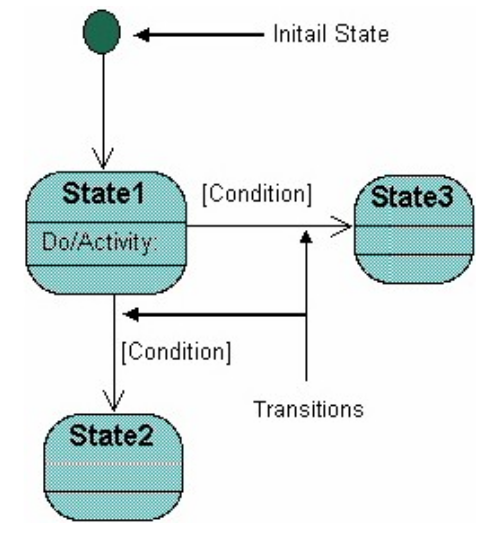 Initail State
State1
[Condition]
State3
Do/Activity:
[Condition]
Transitions
State2